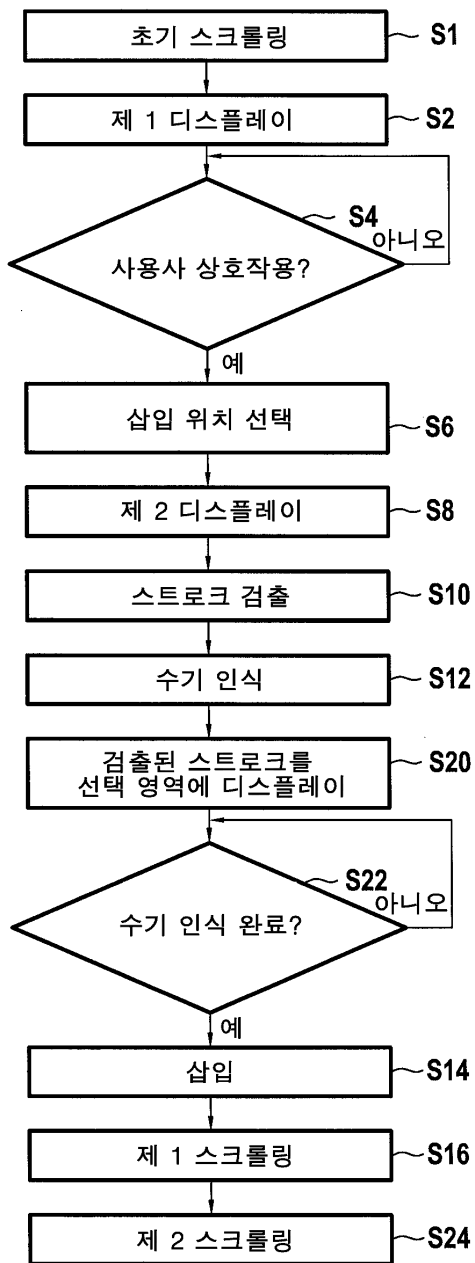 초기 스크롤링
S1
제 1 디스플레이
S2
S4
아니오
사용사 상호작용?
예
삽입 위치 선택
S6
제 2 디스플레이
S8
스트로크 검출
S10
수기 인식
S12
검출된 스트로크를
선택 영역에 디스플레이
S20
S22
아니오
수기 인식 완료?
예
삽입
S14
제 1 스크롤링
S16
제 2 스크롤링
S24